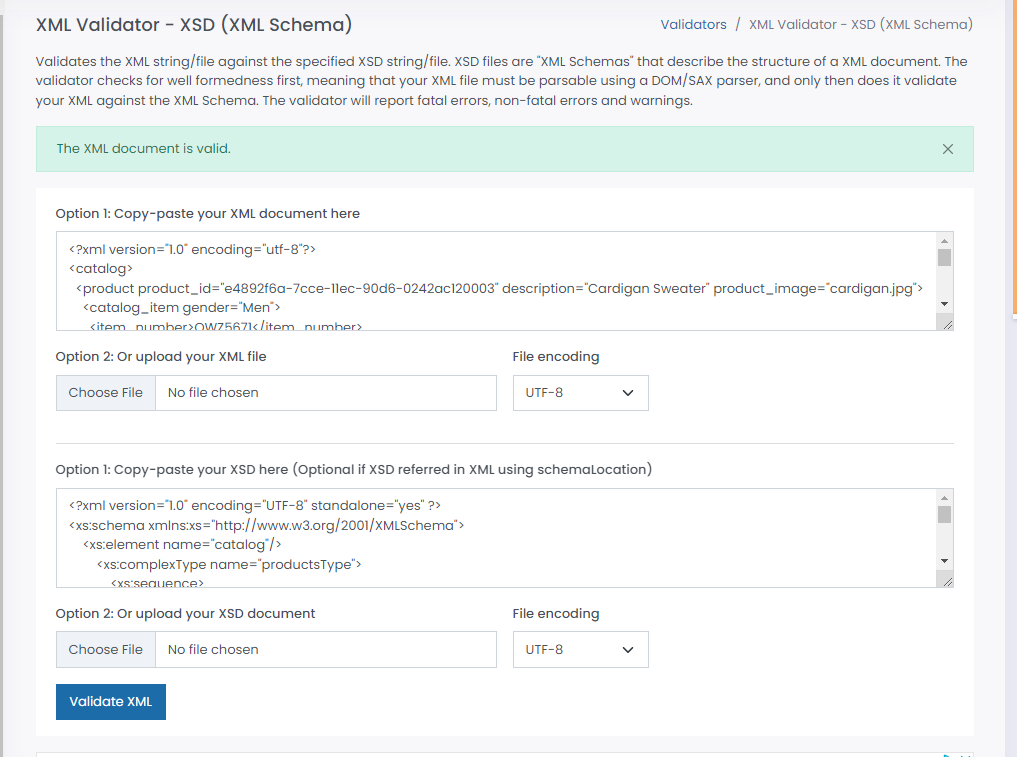 XML Validator - XSD (XML Schema)
Validators / XML Validator - XSD (XML Schema)
Validates the XML string/file against the specified XSD string/file. XSD files are "XML Schemas" that describe the structure of a XML document. The
validator checks for well formedness first, meaning that your XML file must be parsable using a DOM/SAX parser, and only then does it validate
your XML against the XML Schema. The validator will report fatal errors, non-fatal errors and warnings.
The XML document is valid.
Option 1: Copy-paste your XML document here
<?xml version="1.0" encoding="utf-8"?>
<catalog>
<product product_id="e4892f6a-7cce-11ec-90d6-0242ac120003" description="Cardigan Sweater" product_image="cardigan.jpg">
<catalog_item gender="Men">
<item_number>QWZ5671</item_number>
Option 2: Or upload your XML file
File encoding
Choose File No file chosen
UTF-8
Option 1: Copy-paste your XSD here (Optional if XSD referred in XML using schemaLocation)
<?xml version="1.0" encoding="UTF-8" standalone="yes" ?>
<xs:schema xmlns:xs="http://www.w3.org/2001/XMLSchema">
<xs:element name="catalog"/>
<xs:complexType name="productsType">
<xs:sequence>
Option 2: Or upload your XSD document
File encoding
Choose File No file chosen
UTF-8
Validate XML